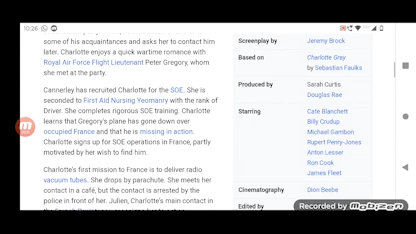 10:26
some of his acquaintances and asks her to contact him
later. Charlotte enjoys a quick wartime romance with
Royal Air Force Flight Lieutenant Peter Gregory, whom
she met at the party.
Cannerley has recruited Charlotte for the SOE. She is
seconded to First Aid Nursing Yeomanry with the rank of
Driver. She completes rigorous SOE training. Charlotte
learns that Gregory's plane has gone down over
occupied France and that he is missing in action.
Charlotte signs up for SOE operations in France, partly
motivated by her wish to find him.
Charlotte's first mission to France is to deliver radio
vacuum tubes. She drops by parachute. She meets her
contact in a café, but the contact is arrested by the
police in front of her. Julien, Charlotte's main contact in
Screenplay by Jeremy Brock
Based on Charlotte Gray
by Sebastian Faulks
Produced by Sarah Curtis
Douglas Rae
Starring Cate Blanchett
Billy Crudup
Michael Gambon
Rupert Penry-Jones
Anton Lesser
Ron Cook
James Fleet
Cinematography Dion Beebe
Edited by
Recorded by Mobizen